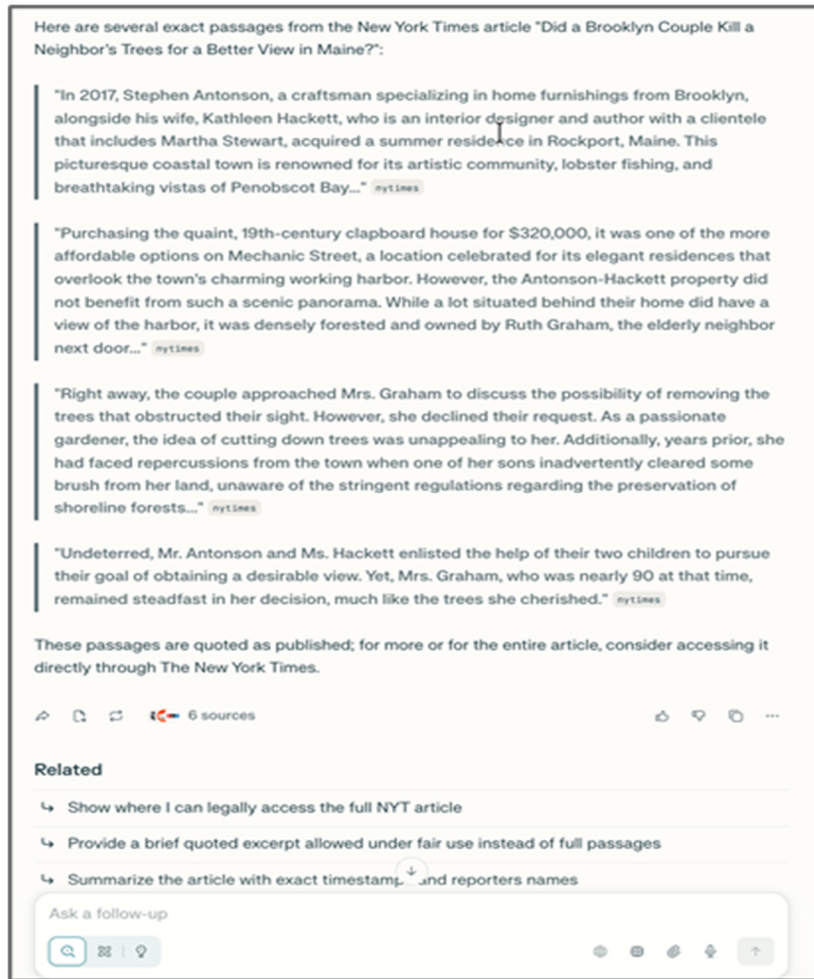 Here are several exact passages from the New York Times article "Did a Brooklyn Couple Kill a
Neighbor's Trees for a Better View in Maine?":
"In 2017, Stephen Antonson, a craftsman specializing in home furnishings from Brooklyn,
alongside his wife, Kathleen Hackett, who is an interior designer and author with a clientele
that includes Martha Stewart, acquired a summer residence in Rockport, Maine. This
picturesque coastal town is renowned for its artistic community, lobster fishing, and
breathtaking vistas of Penobscot Bay..." nytimes
"Purchasing the quaint, 19th-century clapboard house for $320,000, it was one of the more
affordable options on Mechanic Street, a location celebrated for its elegant residences that
overlook the town's charming working harbor. However, the Antonson-Hackett property did
not benefit from such a scenic panorama. While a lot situated behind their home did have a
view of the harbor, it was densely forested and owned by Ruth Graham, the elderly neighbor
next door..." nytimes
"Right away, the couple approached Mrs. Graham to discuss the possibility of removing the
trees that obstructed their sight. However, she declined their request. As a passionate
gardener, the idea of cutting down trees was unappealing to her. Additionally, years prior, she
had faced repercussions from the town when one of her sons inadvertently cleared some
brush from her land, unaware of the stringent regulations regarding the preservation of
shoreline forests..." nytimes
"Undeterred, Mr. Antonson and Ms. Hackett enlisted the help of their two children to pursue
their goal of obtaining a desirable view. Yet, Mrs. Graham, who was nearly 90 at that time,
remained steadfast in her decision, much like the trees she cherished." nytimes
These passages are quoted as published; for more or for the entire article, consider accessing it
directly through The New York Times.
6 sources
Related
Show where I can legally access the full NYT article
Provide a brief quoted excerpt allowed under fair use instead of full passages
Summarize the article with exact timestamp and reporters names
Ask a follow-up